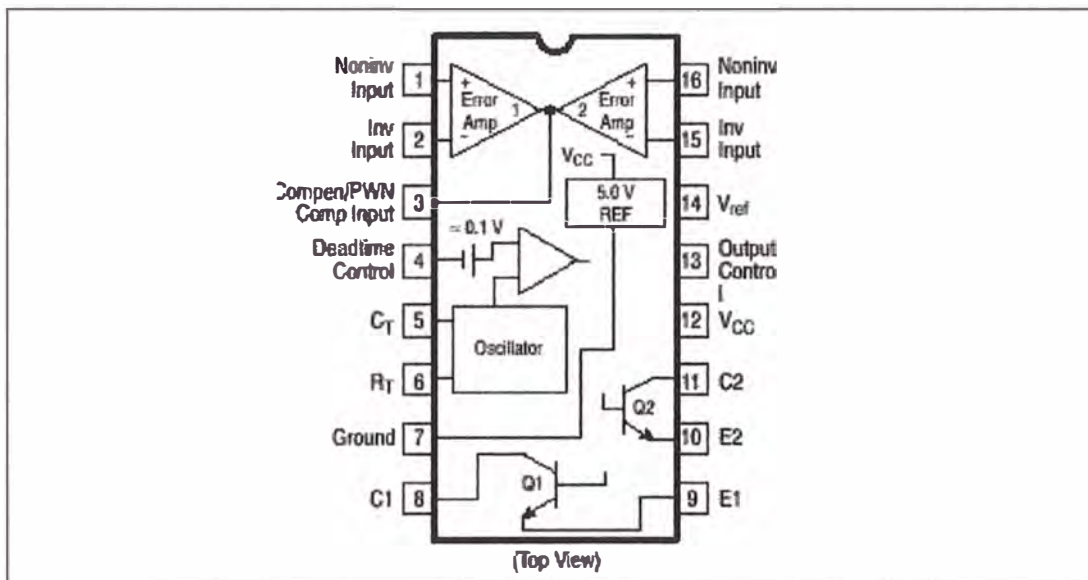 Noninv
Input
1
Inv
Input
2
Compen/PWN
Comp Input
3
Deadtime
Control
4
CT
5
RT
6
Ground
7
C1
8
+
Error
Amp
1
−
+
2
Error
Amp
−
VCC
5.0 V
REF
≈ 0.1 V
Oscillator
Q2
Q1
16
Noninv
Input
15
Inv
Input
14
Vref
13
Output
Contro
l
12
VCC
11
C2
10
E2
9
E1
(Top View)